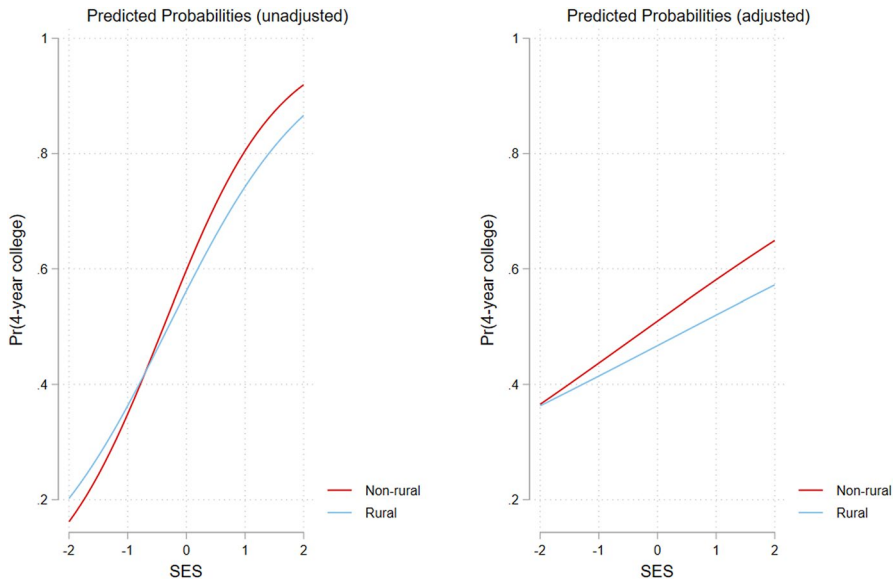 Predicted Probabilities (unadjusted)
1
.8
.6
.4
.2
Pr(4-year college)
-2 -1 0 1 2
SES
Non-rural
Rural
Predicted Probabilities (adjusted)
1
.8
.6
.4
.2
Pr(4-year college)
-2 -1 0 1 2
SES
Non-rural
Rural